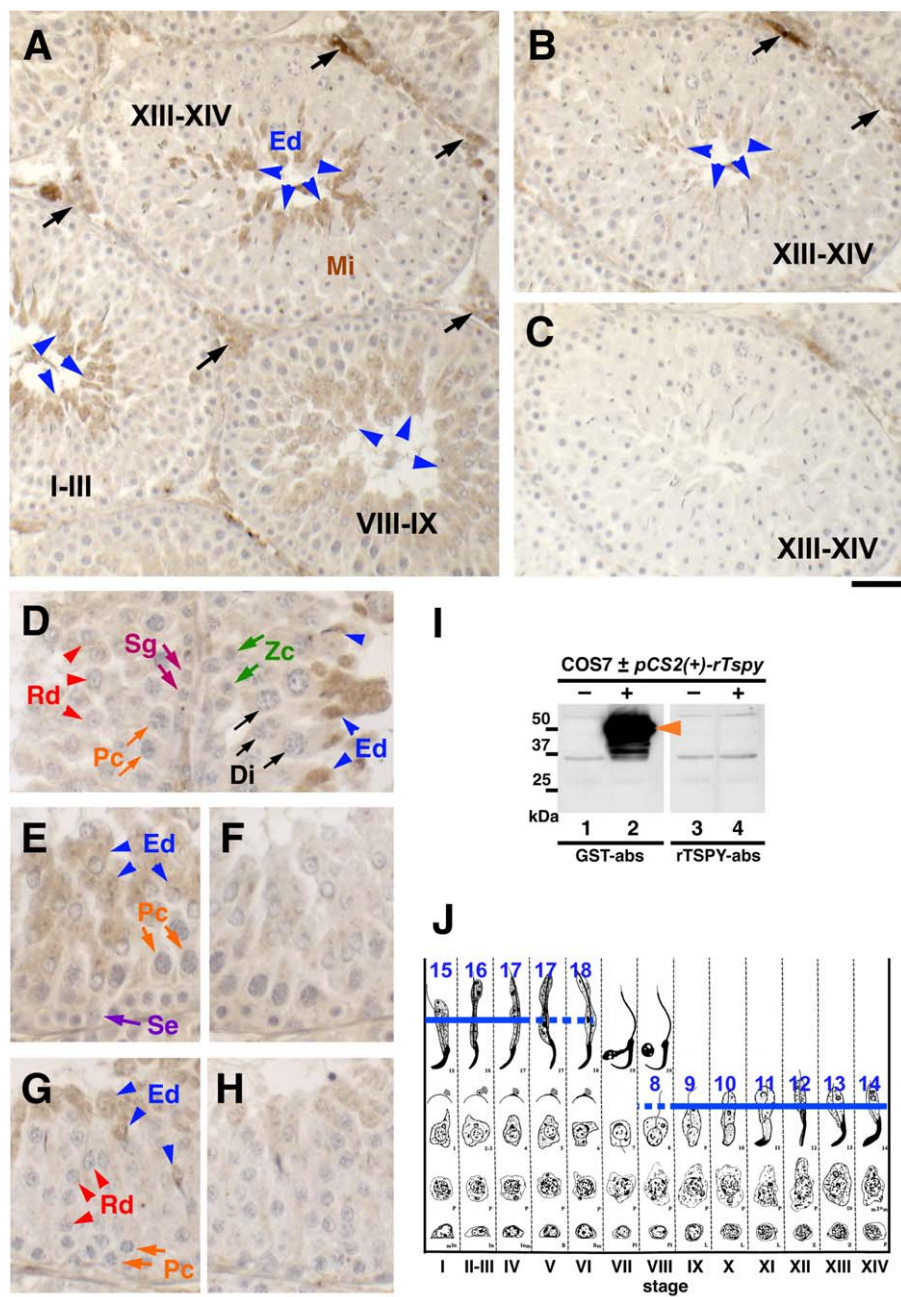 A
XIII-XIV
Ed
Mi
I-III
VIII-IX
B
XIII-XIV
C
XIII-XIV
D
Rd
Sg
Zc
Pc
Di
Ed
E
Ed
Pc
Se
F
G
Ed
Rd
Pc
H
I
COS7 ± pCS2(+)-rTspy
− + − +
50
37
25
kDa
1 2 3 4
GST-abs rTSPY-abs
J
15 16 17 17 18
8 9 10 11 12 13 14
I II-III IV V VI VII VIII IX X XI XII XIII XIV
stage